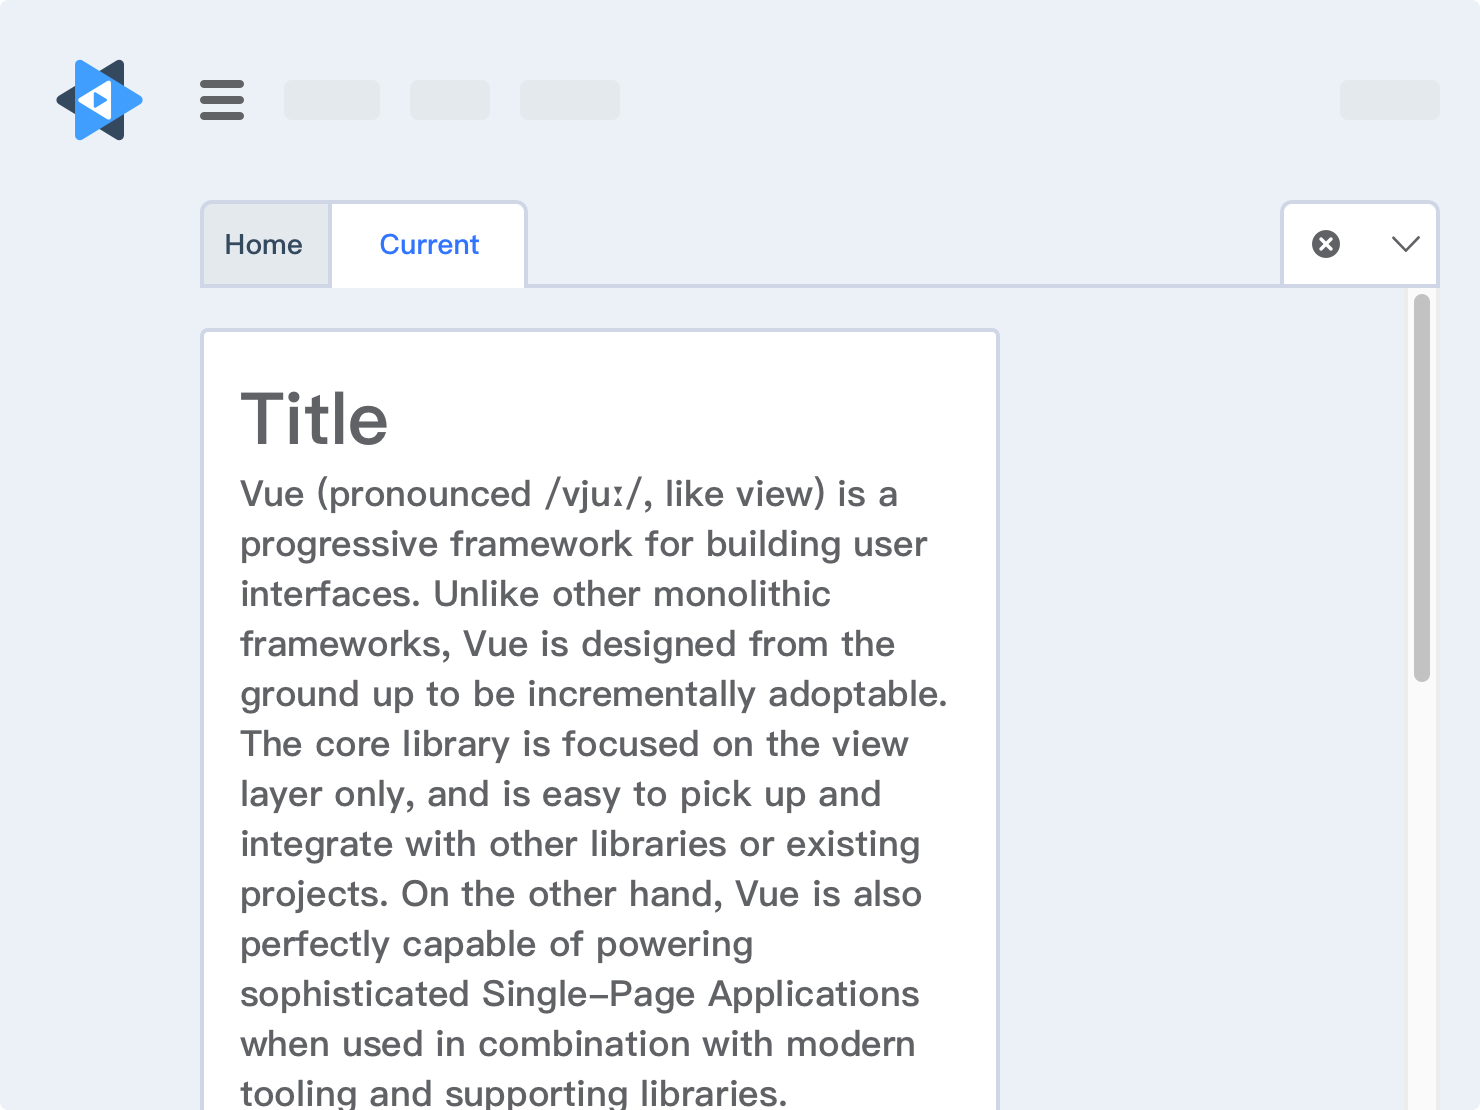 Home
Current
Title
Vue (pronounced /vjuː/, like view) is a
progressive framework for building user
interfaces. Unlike other monolithic
frameworks, Vue is designed from the
ground up to be incrementally adoptable.
The core library is focused on the view
layer only, and is easy to pick up and
integrate with other libraries or existing
projects. On the other hand, Vue is also
perfectly capable of powering
sophisticated Single–Page Applications
when used in combination with modern
tooling and supporting libraries.